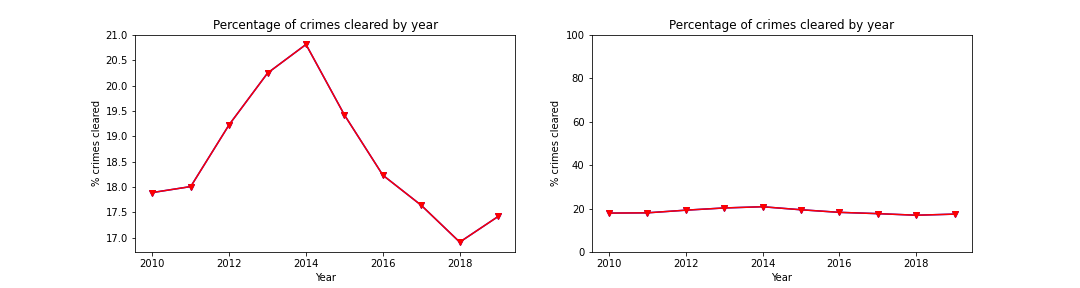 Percentage of crimes cleared by year
21.0
20.5
20.0
19.5
19.0
18.5
18.0
17.5
17.0
% crimes cleared
2010 2012 2014 2016 2018
Year
Percentage of crimes cleared by year
100
80
60
40
20
0
% crimes cleared
2010 2012 2014 2016 2018
Year